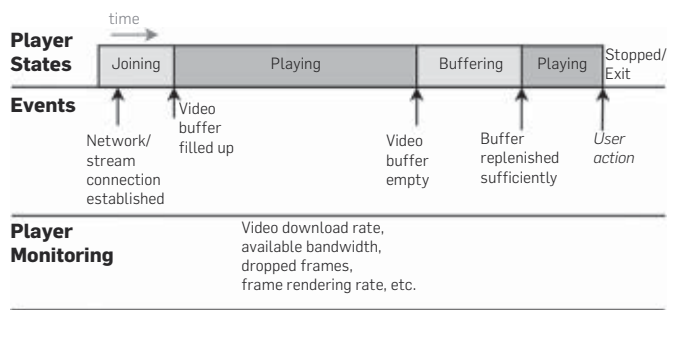 time
Player
States
Joining
Playing
Buffering
Playing
Stopped/
Exit
Events
Network/
stream
connection
established
Video
buffer
filled up
Video
buffer
empty
Buffer
replenished
sufficiently
User
action
Player
Monitoring
Video download rate,
available bandwidth,
dropped frames,
frame rendering rate, etc.